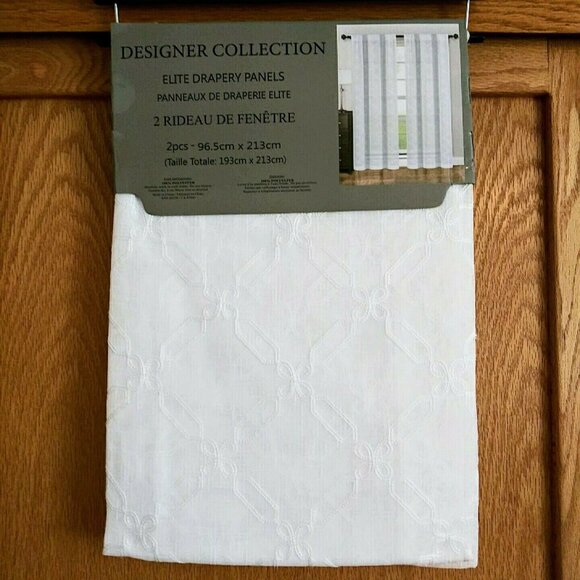 DESIGNER COLLECTION
ELITE DRAPERY PANELS
PANNEAUX DE DRAPERIE ELITE
2 RIDEAU DE FENÊTRE
2pcs - 96.5cm x 213cm
(Taille Totale: 193cm x 213cm)
100% POLYESTER
100% POLYESTER